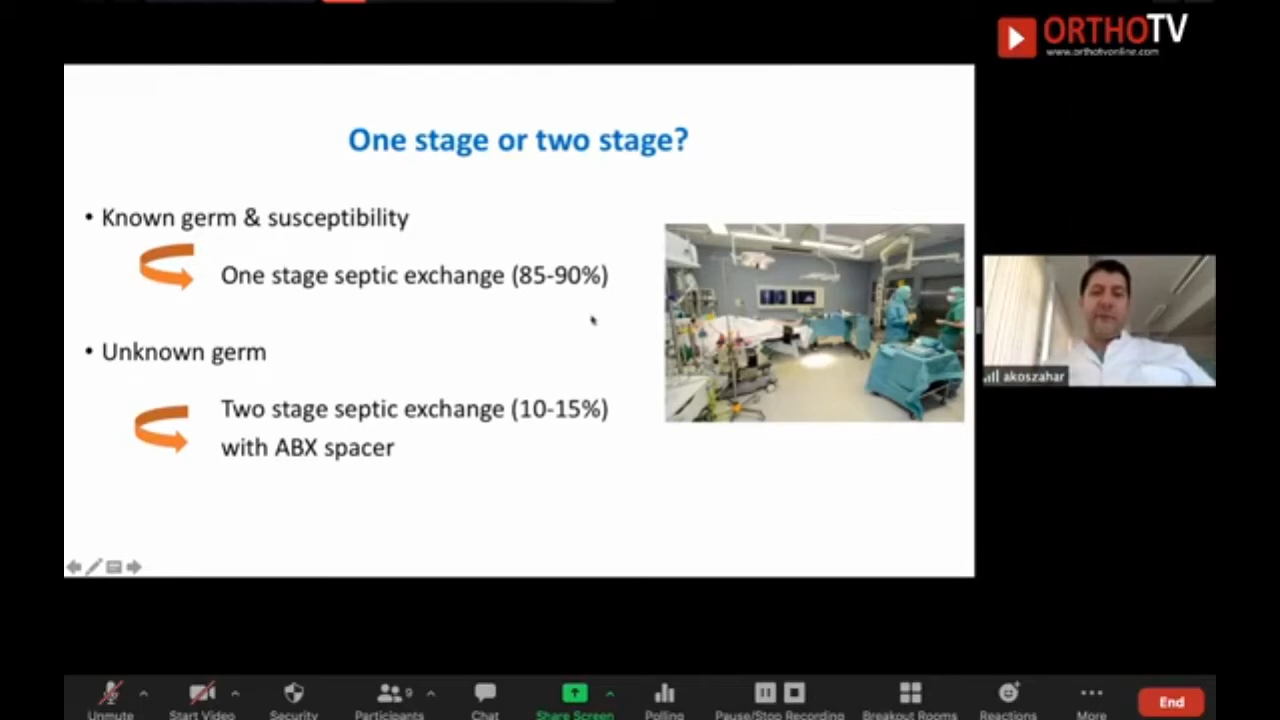 ORTHOTV
www.orthotvonline.com
One stage or two stage?
• Known germ & susceptibility
One stage septic exchange (85-90%)
• Unknown germ
Two stage septic exchange (10-15%)
with ABX spacer
akoszahar
9
Unmute
Start Video
Security
Participants
Chat
Share Screen
Polling
Pause/Stop Recording
Breakout Rooms
Reactions
More
End